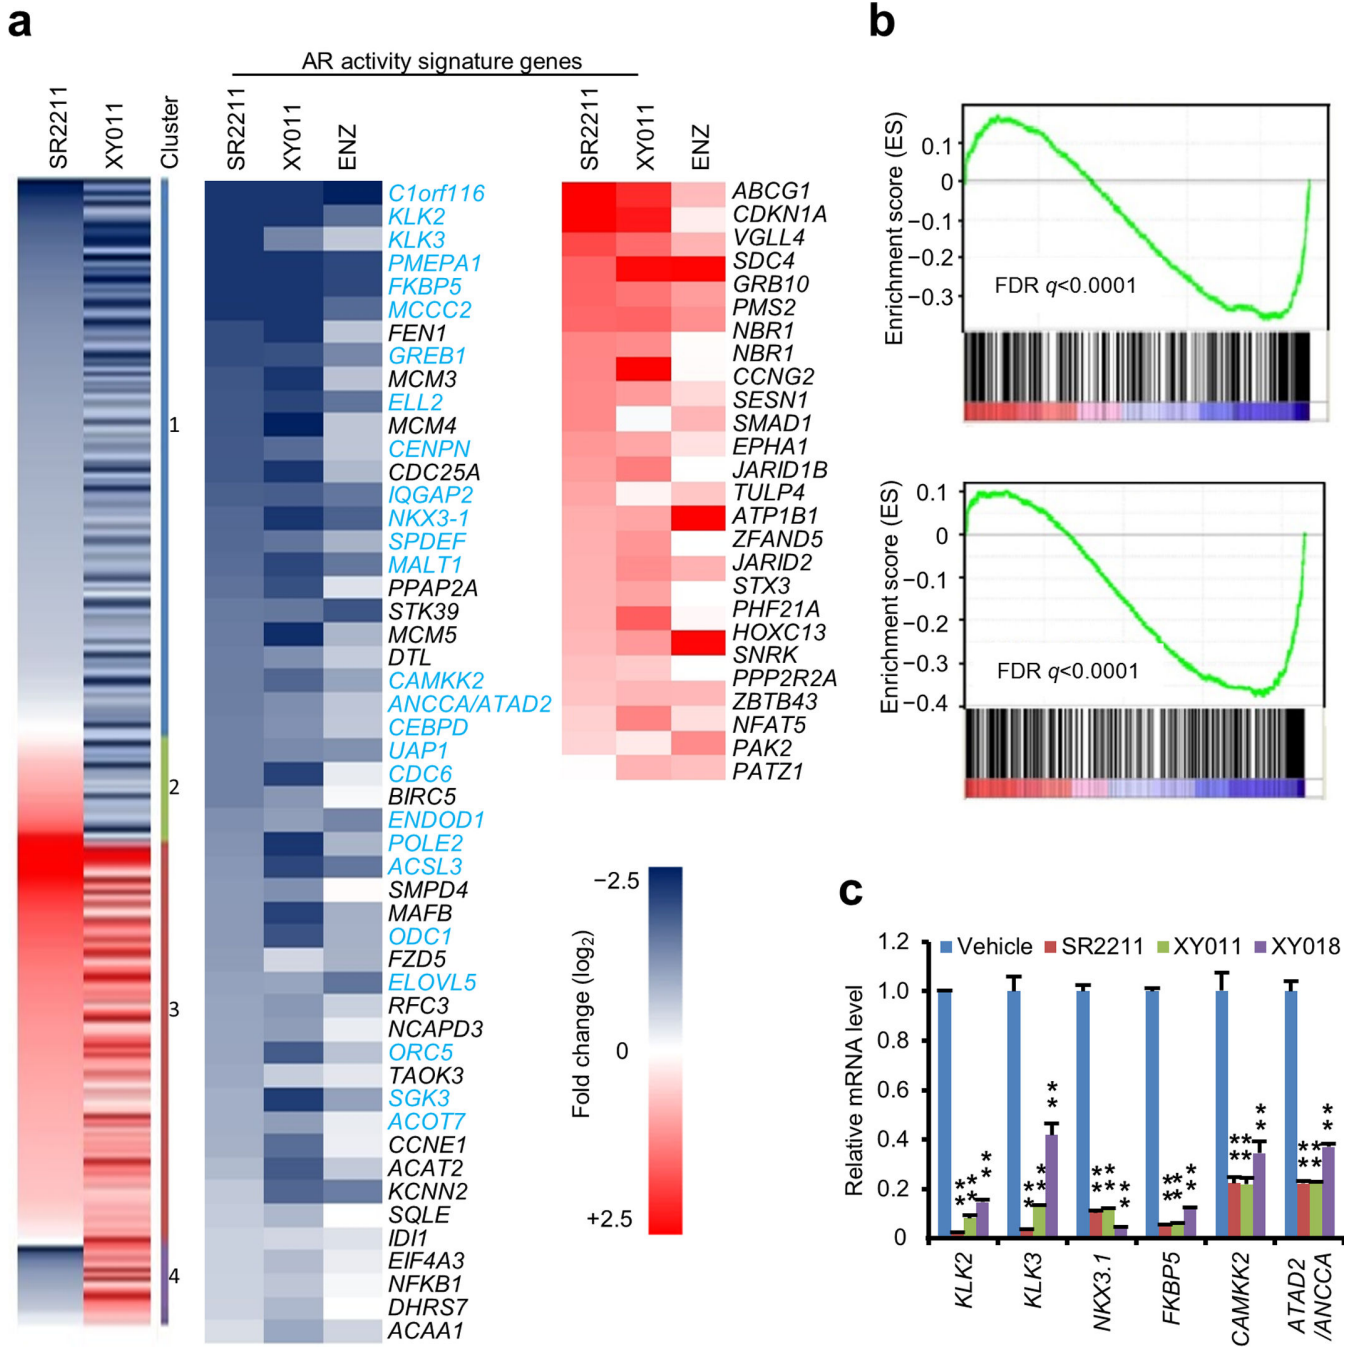 a
AR activity signature genes
SR2211
XY011
Cluster
SR2211
XY011
ENZ
SR2211
XY011
ENZ
1
2
3
4
C1orf116
KLK2
KLK3
PMEPA1
FKBP5
MCCC2
FEN1
GREB1
MCM3
ELL2
MCM4
CENPN
CDC25A
IQGAP2
NKX3-1
SPDEF
MALT1
PPAP2A
STK39
MCM5
DTL
CAMKK2
ANCCA/ATAD2
CEBPD
UAP1
CDC6
BIRC5
ENDOD1
POLE2
ACSL3
SMPD4
MAFB
ODC1
FZD5
ELOVL5
RFC3
NCAPD3
ORC5
TAOK3
SGK3
ACOT7
CCNE1
ACAT2
KCNN2
SQLE
IDI1
EIF4A3
NFKB1
DHRS7
ACAA1
ABCG1
CDKN1A
VGLL4
SDC4
GRB10
PMS2
NBR1
NBR1
CCNG2
SESN1
SMAD1
EPHA1
JARID1B
TULP4
ATP1B1
ZFAND5
JARID2
STX3
PHF21A
HOXC13
SNRK
PPP2R2A
ZBTB43
NFAT5
PAK2
PATZ1
Fold change (log2)
−2.5
0
+2.5
b
Enrichment score (ES)
0.1
0
−0.1
−0.2
−0.3
FDR q<0.0001
Enrichment score (ES)
0.1
0
−0.1
−0.2
−0.3
−0.4
FDR q<0.0001
c
Relative mRNA level
1.2
1.0
0.8
0.6
0.4
0.2
0
Vehicle SR2211 XY011 XY018
** ** **
** ** **
** ** **
** ** **
** ** **
** ** **
KLK2
KLK3
NKX3.1
FKBP5
CAMKK2
ATAD2
/ANCCA